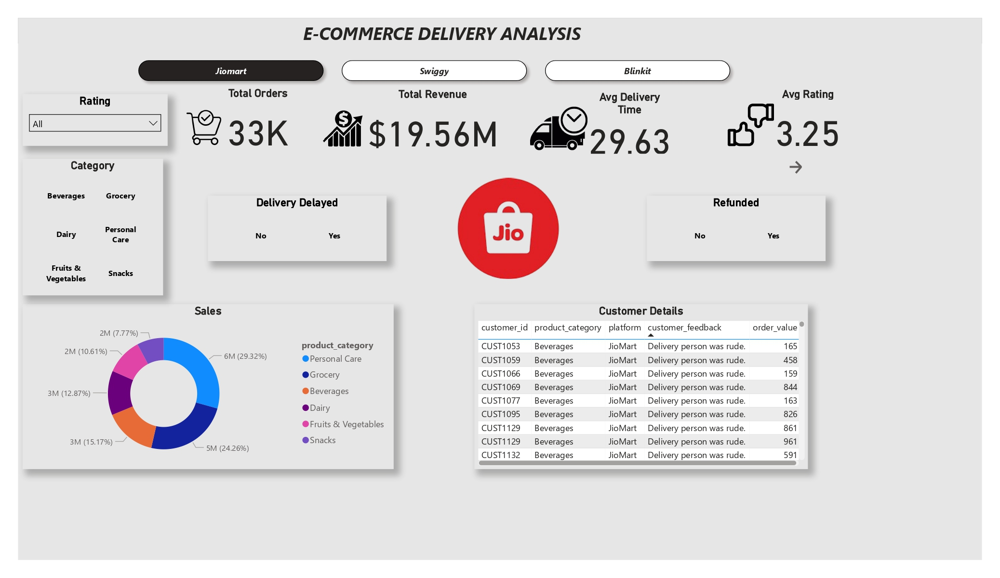 E-COMMERCE DELIVERY ANALYSIS
Jiomart
Swiggy
Blinkit
Rating
All
Total Orders
33K
Total Revenue
$
$19.56M
Avg Delivery
Time
29.63
Avg Rating
3.25
Category
Beverages
Grocery
Dairy
Personal
Care
Fruits &
Vegetables
Snacks
Delivery Delayed
No
Yes
Jio
Refunded
No
Yes
Sales
2M (7.77%)
2M (10.61%)
3M (12.87%)
3M (15.17%)
6M (29.32%)
5M (24.26%)
product_category
Personal Care
Grocery
Beverages
Dairy
Fruits & Vegetables
Snacks
Customer Details
customer_id product_category platform customer_feedback order_value
CUST1053 Beverages JioMart Delivery person was rude. 165
CUST1059 Beverages JioMart Delivery person was rude. 458
CUST1066 Beverages JioMart Delivery person was rude. 159
CUST1069 Beverages JioMart Delivery person was rude. 844
CUST1077 Beverages JioMart Delivery person was rude. 163
CUST1095 Beverages JioMart Delivery person was rude. 826
CUST1129 Beverages JioMart Delivery person was rude. 861
CUST1129 Beverages JioMart Delivery person was rude. 961
CUST1132 Beverages JioMart Delivery person was rude. 591